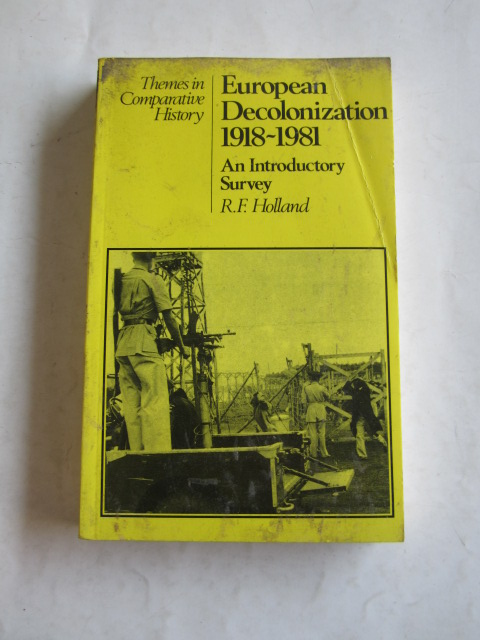 Themes in
Comparative
History
European
Decolonization
1918~1981
An Introductory
Survey
R.F. Holland